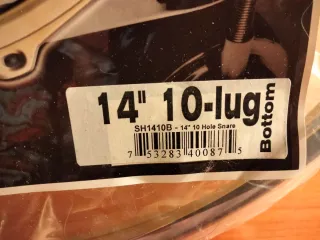 14" 10-lug
Bottom
SH1410B - 14" 10 Hole Snare
7 53283 40087 5